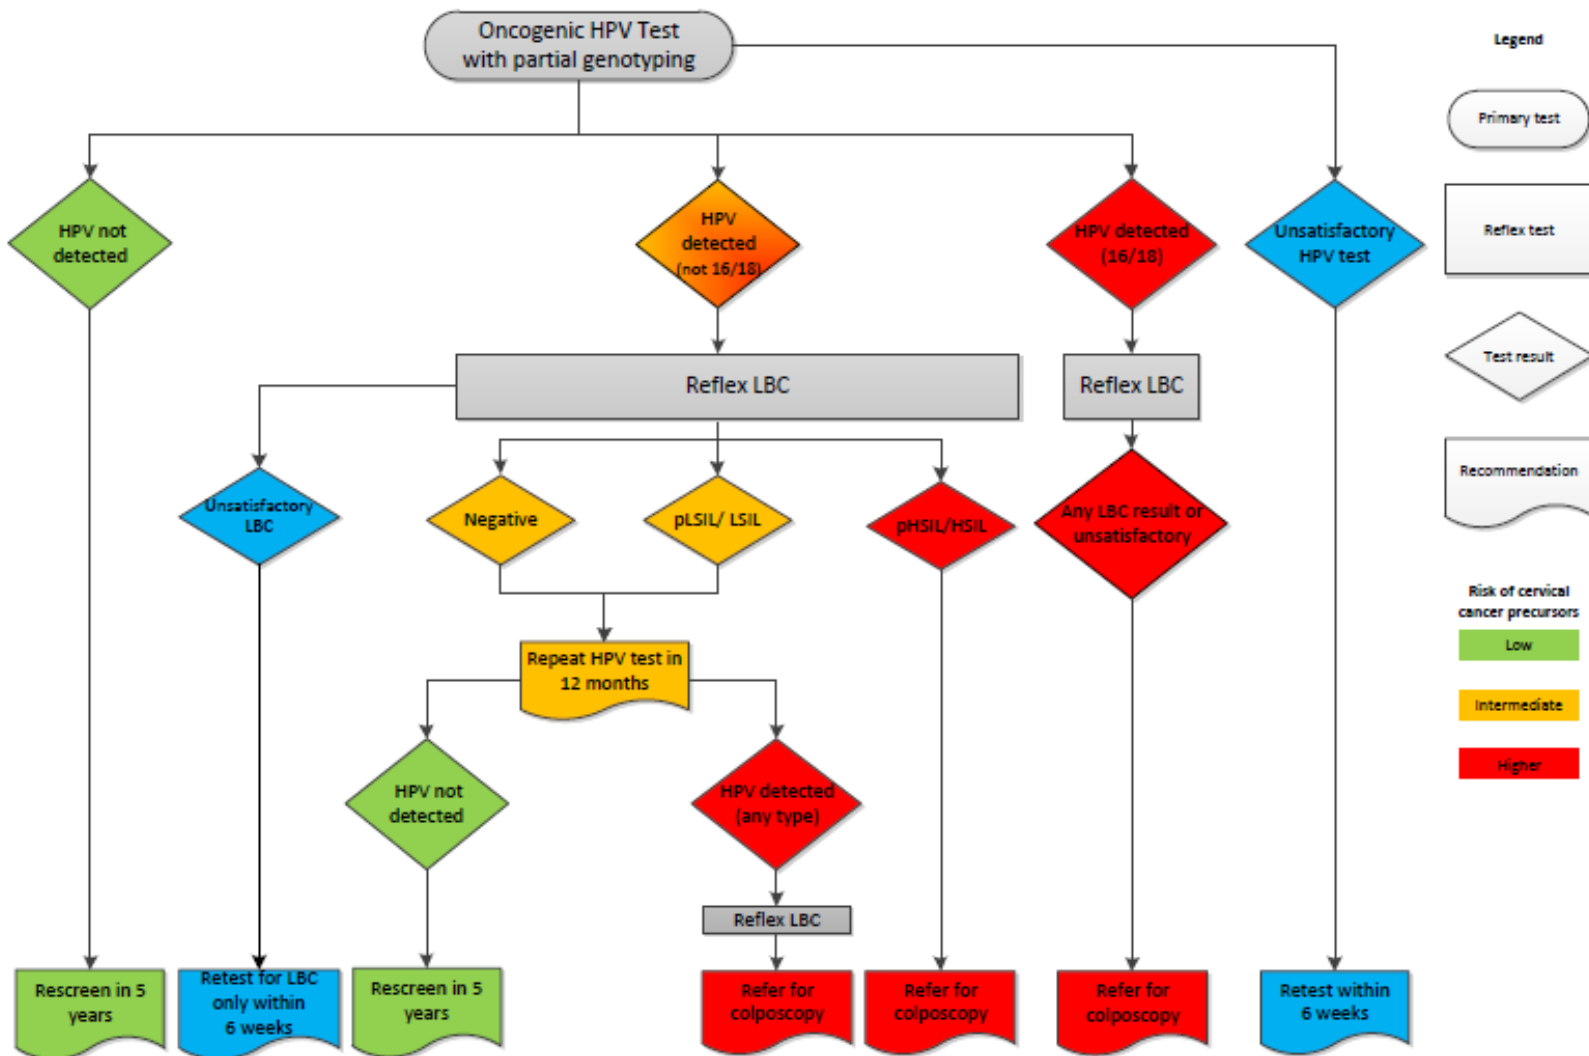 Oncogenic HPV Test
with partial genotyping
Legend
Primary test
HPV not
detected
HPV
detected
(not 16/18)
HPV detected
(16/18)
Unsatisfactory
HPV test
Reflex test
Reflex LBC
Reflex LBC
Test result
Unsatisfactory
LBC
Negative
pLSIL/ LSIL
pHSIL/HSIL
Any LBC result or
unsatisfactory
Recommendation
Risk of cervical
cancer precursors
Low
Intermediate
Higher
Repeat HPV test in
12 months
HPV not
detected
HPV detected
(any type)
Reflex LBC
Rescreen in 5
years
Retest for LBC
only within
6 weeks
Rescreen in 5
years
Refer for
colposcopy
Refer for
colposcopy
Refer for
colposcopy
Retest within
6 weeks